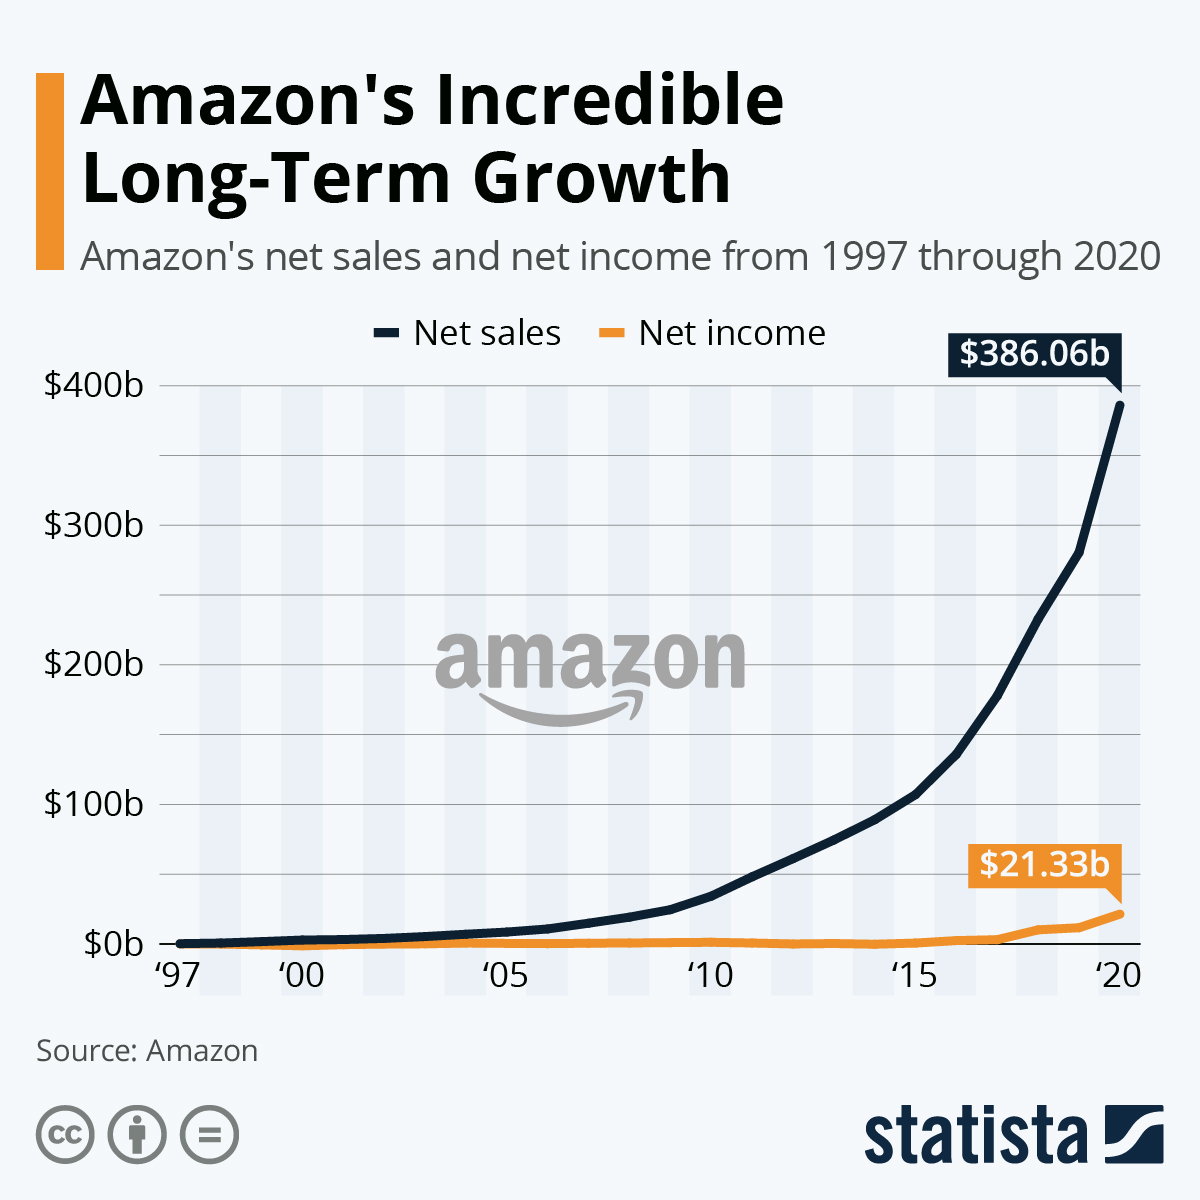 Amazon's Incredible
Long-Term Growth
Amazon's net sales and net income from 1997 through 2020
Net sales
Net income
$386.06b
$400b
$300b
$200b
$100b
$0b
amazon
$21.33b
‘97
‘00
‘05
‘10
‘15
‘20
Source: Amazon
cc
=
statista